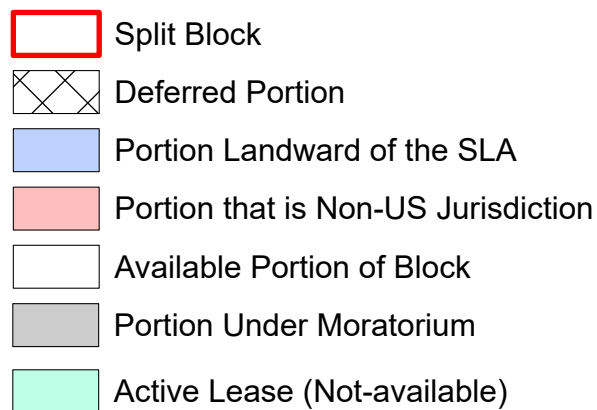 Split Block
Deferred Portion
Portion Landward of the SLA
Portion that is Non-US Jurisdiction
Available Portion of Block
Portion Under Moratorium
Active Lease (Not-available)